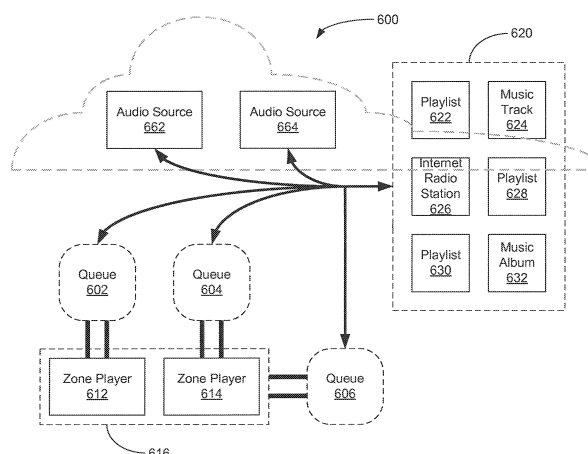 600
620
Audio Source
662
Audio Source
664
Playlist
622
Music
Track
624
Internet
Radio
Station
626
Playlist
628
Playlist
630
Music
Album
632
Queue
602
Queue
604
Queue
606
Zone Player
612
Zone Player
614
616